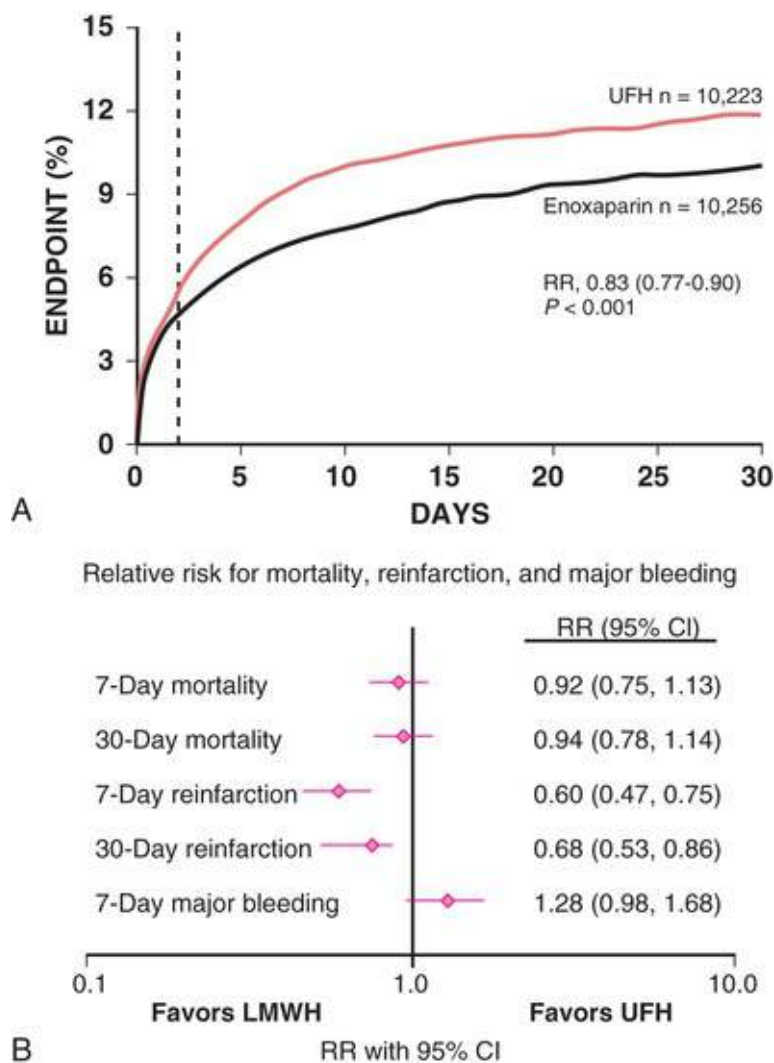 15
12
9
6
3
0
ENDPOINT (%)
UFH n = 10,223
Enoxaparin n = 10,256
RR, 0.83 (0.77-0.90)
P < 0.001
0 5 10 15 20 25 30
DAYS
A
Relative risk for mortality, reinfarction, and major bleeding
RR (95% CI)
7-Day mortality 0.92 (0.75, 1.13)
30-Day mortality 0.94 (0.78, 1.14)
7-Day reinfarction 0.60 (0.47, 0.75)
30-Day reinfarction 0.68 (0.53, 0.86)
7-Day major bleeding 1.28 (0.98, 1.68)
0.1 1.0 10.0
Favors LMWH Favors UFH
B RR with 95% CI